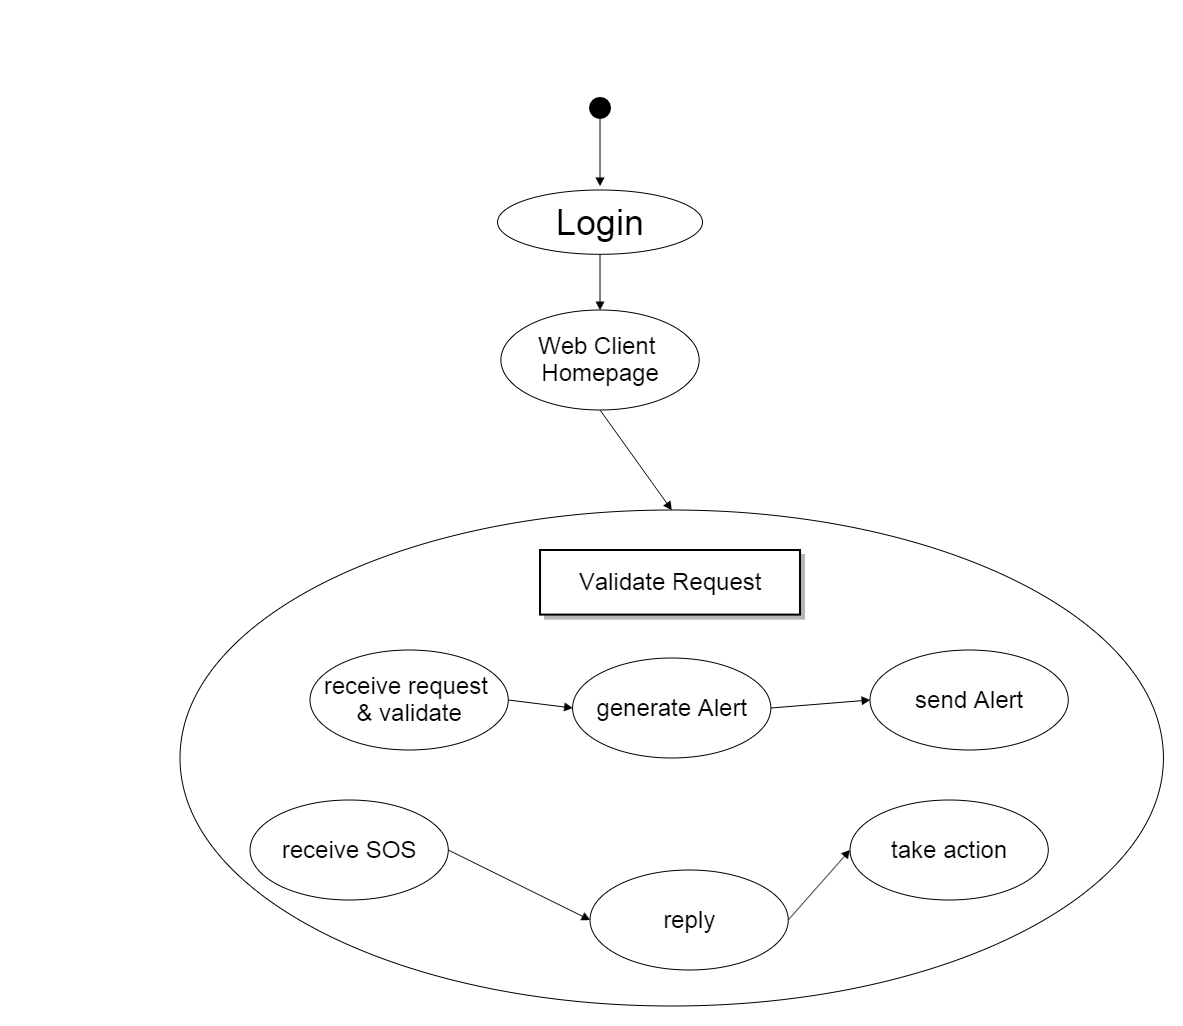 Login
Web Client
Homepage
Validate Request
receive request
& validate
generate Alert
send Alert
receive SOS
reply
take action